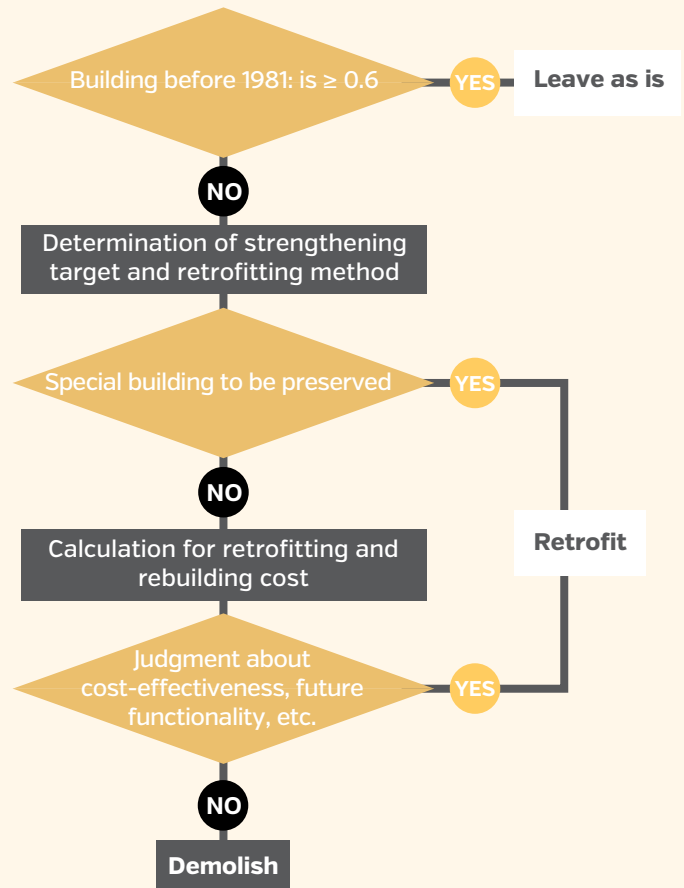 Building before 1981: is ≥ 0.6
YES
Leave as is
NO
Determination of strengthening
target and retrofitting method
Special building to be preserved
YES
NO
Calculation for retrofitting and
rebuilding cost
Retrofit
Judgment about
cost-effectiveness, future
functionality, etc.
YES
NO
Demolish